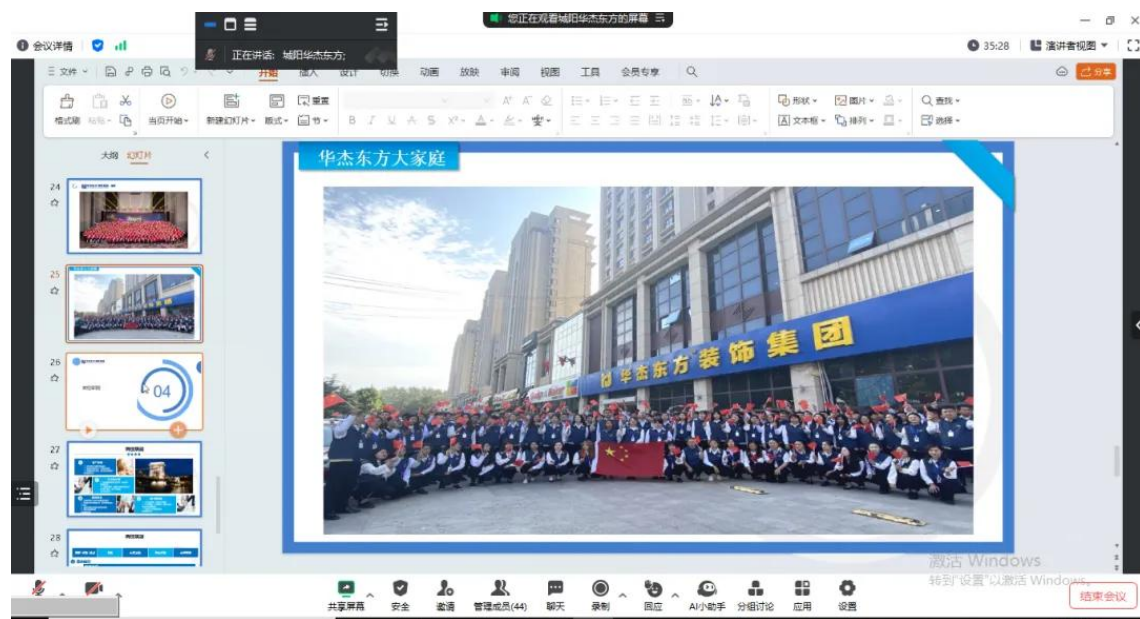 您正在观看城阳华杰东方的屏幕
会议详情
正在讲话: 城阳华杰东方;
35:28
演讲者视图
文件
开始 插入 设计 切换 动画 放映 审阅 视图 工具 会员专享
分享
格式刷 粘贴 当页开始 新建幻灯片 版式 重置 节
B I U A S X²
形状 图片 文本框 排列 查找 选择
大纲 幻灯片
24
25
26
04
27
28
华杰东方大家庭
华杰东方装饰集团
激活 Windows
转到"设置"以激活 Windows。
共享屏幕 安全 邀请 管理成员(44) 聊天 录制 回应 AI小助手 分组讨论 应用 设置
结束会议